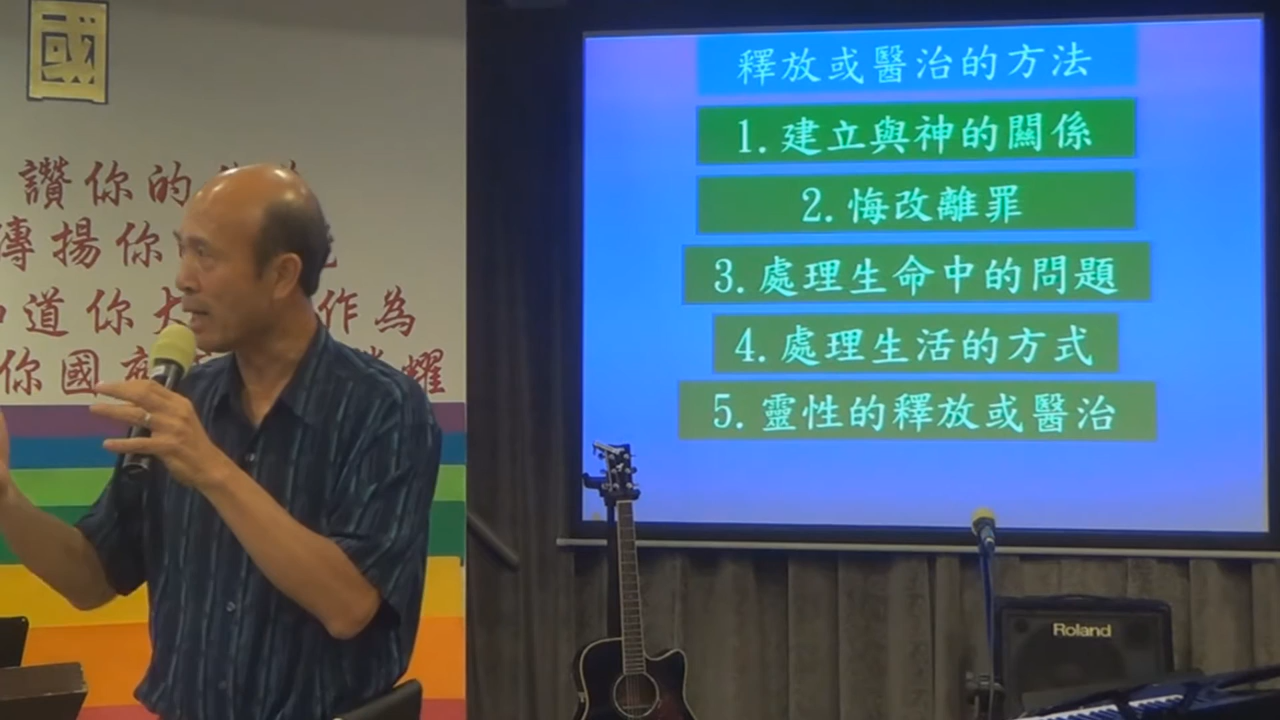 國
讚你的
傳揚你
道你大 作為
你國 耀
釋放或醫治的方法
1.建立與神的關係
2.悔改離罪
3.處理生命中的問題
4.處理生活的方式
5.靈性的釋放或醫治
Roland